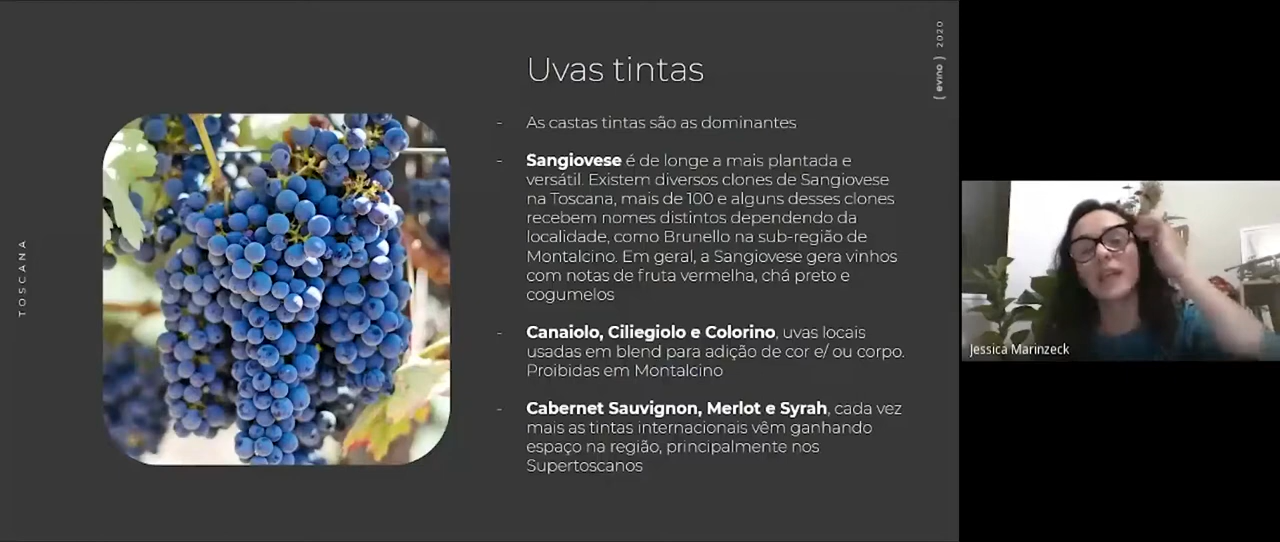 Uvas tintas
- As castas tintas são as dominantes
- Sangiovese é de longe a mais plantada e
versátil. Existem diversos clones de Sangiovese
na Toscana, mais de 100 e alguns desses clones
recebem nomes distintos dependendo da
localidade, como Brunello na sub-região de
Montalcino. Em geral, a Sangiovese gera vinhos
com notas de fruta vermelha, chá preto e
cogumelos
- Canaiolo, Ciliegiolo e Colorino, uvas locais
usadas em blend para adição de cor e/ ou corpo.
Proibidas em Montalcino
- Cabernet Sauvignon, Merlot e Syrah, cada vez
mais as tintas internacionais vêm ganhando
espaço na região, principalmente nos
Supertoscanos
TOSCANA
( evino ) 2020
Jessica Marinzeck